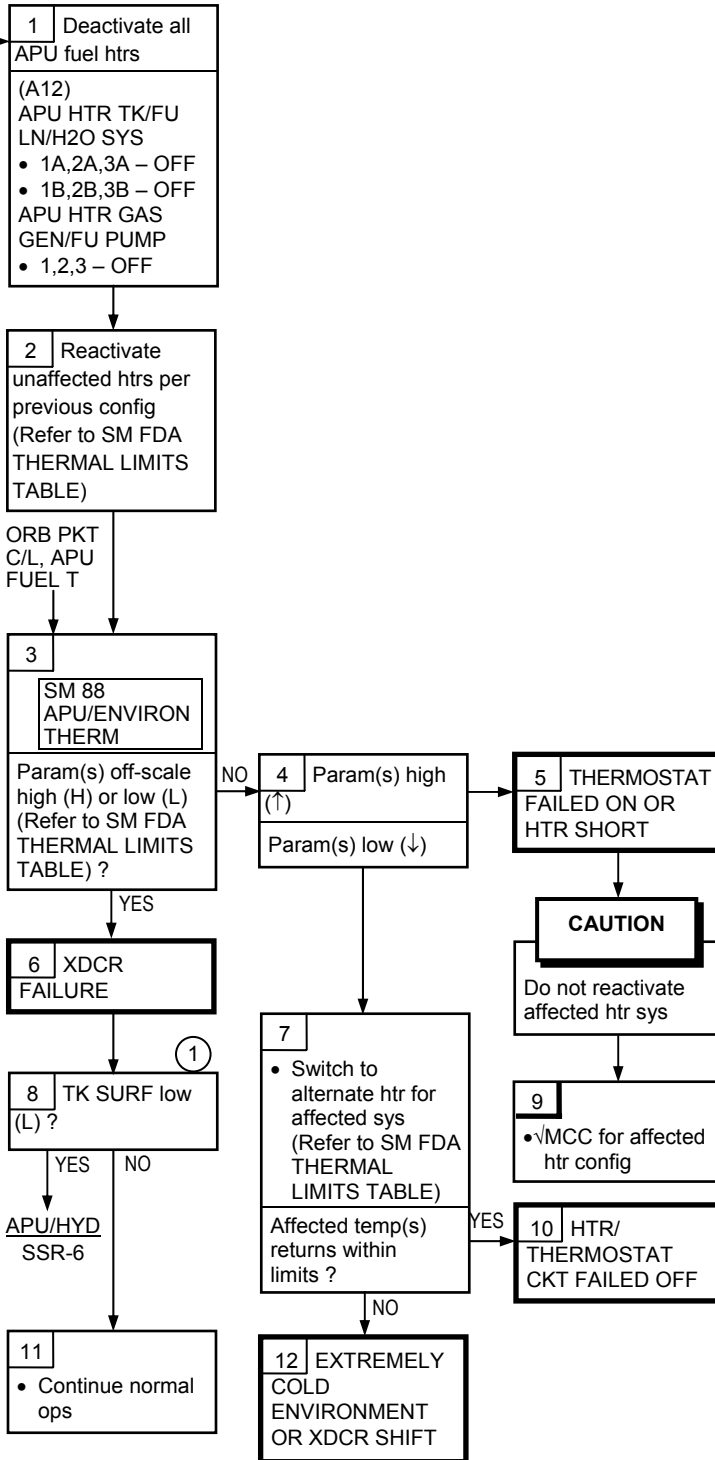 1 Deactivate all
APU fuel htrs
(A12)
APU HTR TK/FU
LN/H2O SYS
• 1A,2A,3A – OFF
• 1B,2B,3B – OFF
APU HTR GAS
GEN/FU PUMP
• 1,2,3 – OFF
2 Reactivate
unaffected htrs per
previous config
(Refer to SM FDA
THERMAL LIMITS
TABLE)
ORB PKT
C/L, APU
FUEL T
3
SM 88
APU/ENVIRON
THERM
Param(s) off-scale
high (H) or low (L)
(Refer to SM FDA
THERMAL LIMITS
TABLE) ?
NO
YES
4 Param(s) high
(↑)
Param(s) low (↓)
5 THERMOSTAT
FAILED ON OR
HTR SHORT
CAUTION
Do not reactivate
affected htr sys
9
•√MCC for affected
htr config
6 XDCR
FAILURE
1
8 TK SURF low
(L) ?
YES NO
APU/HYD
SSR-6
11
• Continue normal
ops
7
• Switch to
alternate htr for
affected sys
(Refer to SM FDA
THERMAL
LIMITS TABLE)
Affected temp(s)
returns within
limits ?
YES
NO
10 HTR/
THERMOSTAT
CKT FAILED OFF
12 EXTREMELY
COLD
ENVIRONMENT
OR XDCR SHIFT